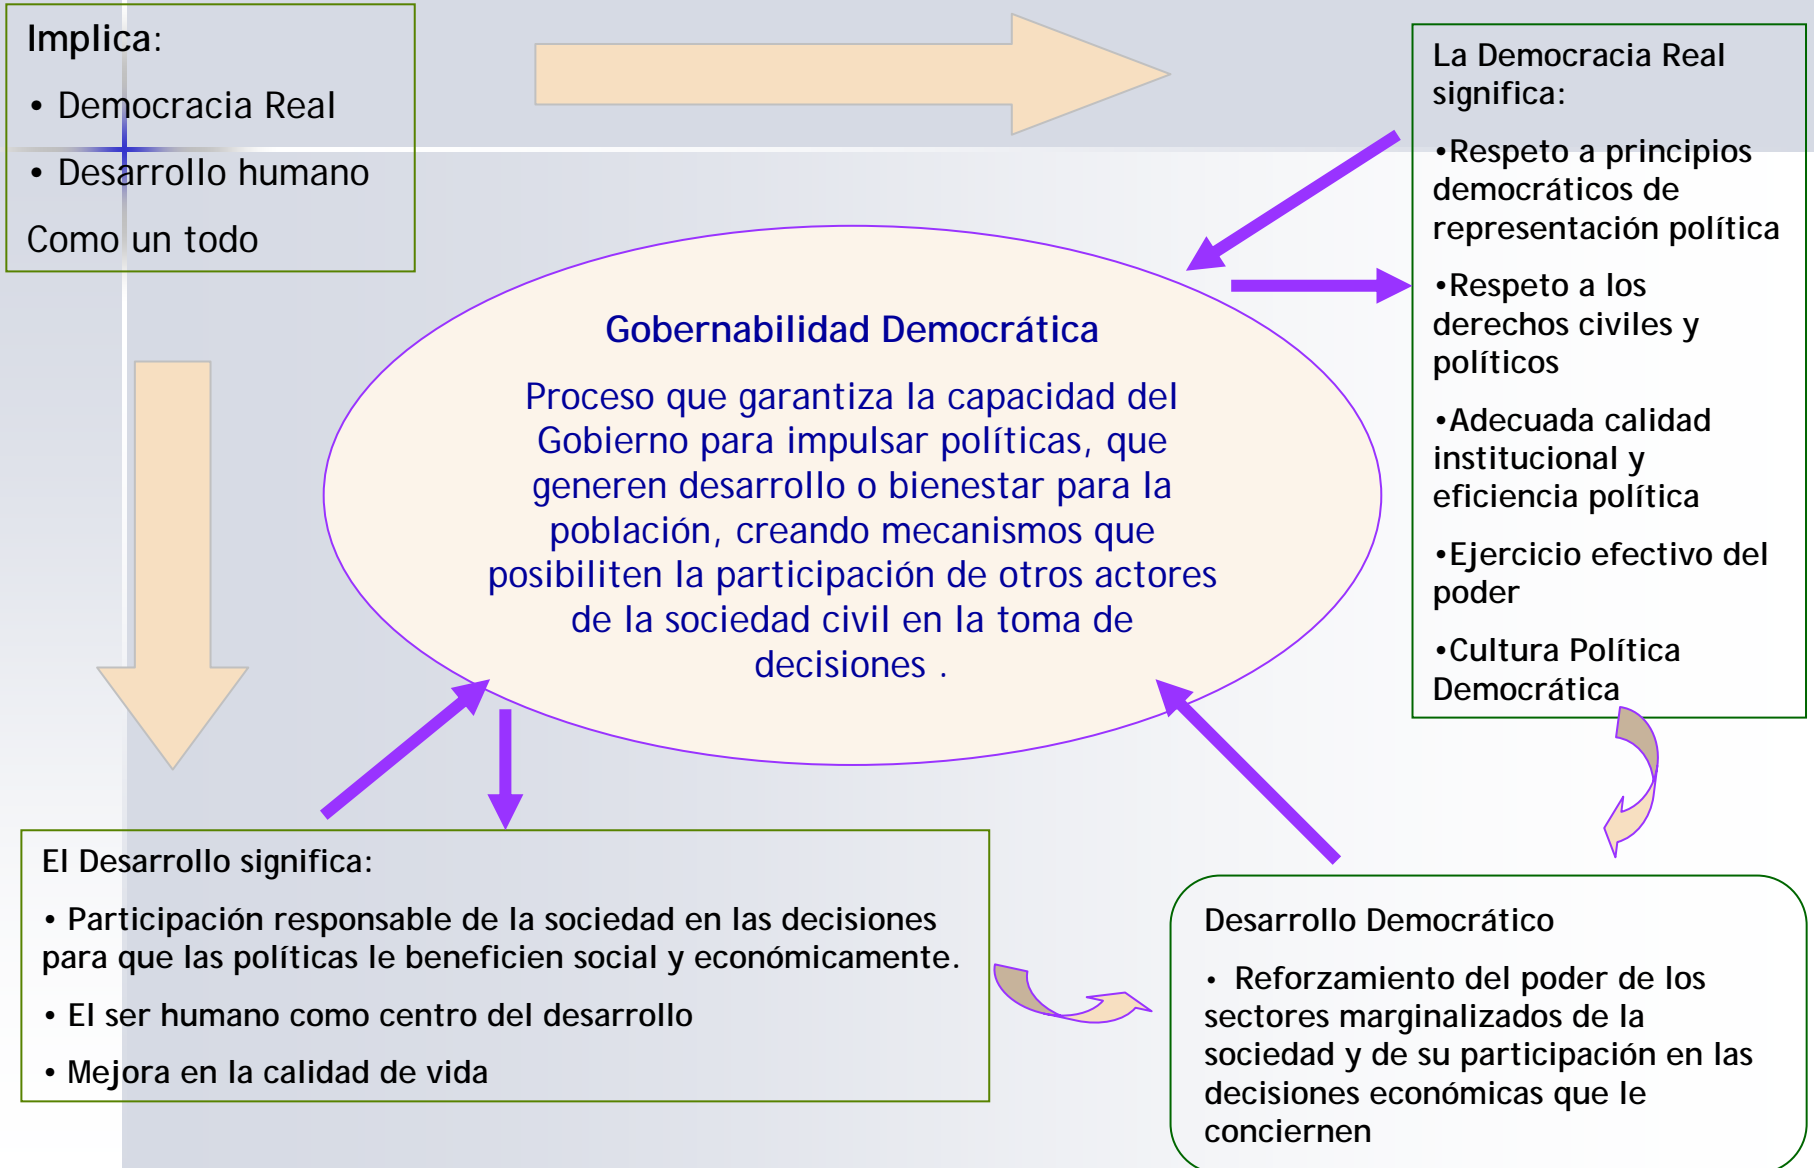 Implica:
• Democracia Real
• Desarrollo humano
Como un todo
La Democracia Real
significa:
•Respeto a principios
democráticos de
representación política
•Respeto a los
derechos civiles y
políticos
•Adecuada calidad
institucional y
eficiencia política
•Ejercicio efectivo del
poder
•Cultura Política
Democrática
Gobernabilidad Democrática
Proceso que garantiza la capacidad del
Gobierno para impulsar políticas, que
generen desarrollo o bienestar para la
población, creando mecanismos que
posibiliten la participación de otros actores
de la sociedad civil en la toma de
decisiones .
El Desarrollo significa:
• Participación responsable de la sociedad en las decisiones
para que las políticas le beneficien social y económicamente.
• El ser humano como centro del desarrollo
• Mejora en la calidad de vida
Desarrollo Democrático
• Reforzamiento del poder de los
sectores marginalizados de la
sociedad y de su participación en las
decisiones económicas que le
conciernen